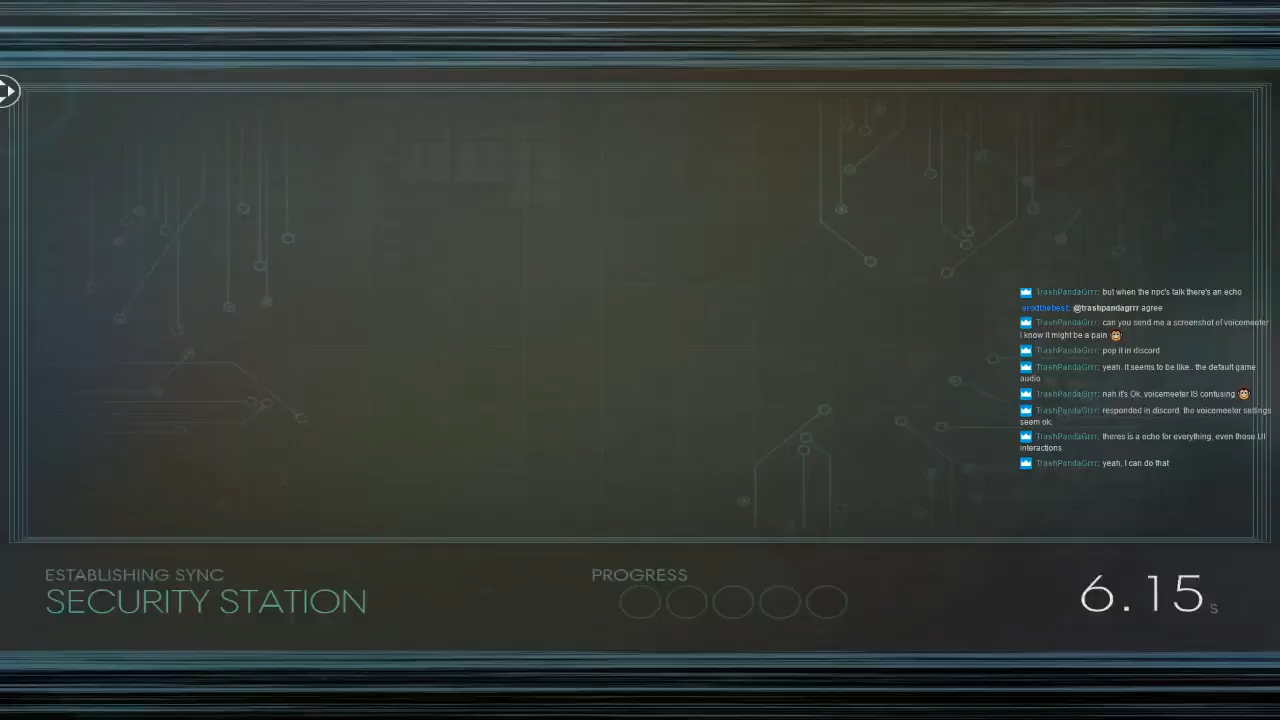 TrashPandaGrrr: but when the npc's talk there's an echo
srodthebest: @trashpandagrrr agree
TrashPandaGrrr: can you send me a screenshot of voicemeeter
I know it might be a pain
TrashPandaGrrr: pop it in discord
TrashPandaGrrr: yeah. it seems to be like.. the default game
audio
TrashPandaGrrr: nah it's Ok. voicemeeter IS confusing
TrashPandaGrrr: responded in discord. the voicemeeter settings
seem ok.
TrashPandaGrrr: theres is a echo for everything, even those UI
interactions
TrashPandaGrrr: yeah, I can do that
ESTABLISHING SYNC
SECURITY STATION
PROGRESS
6.15 s